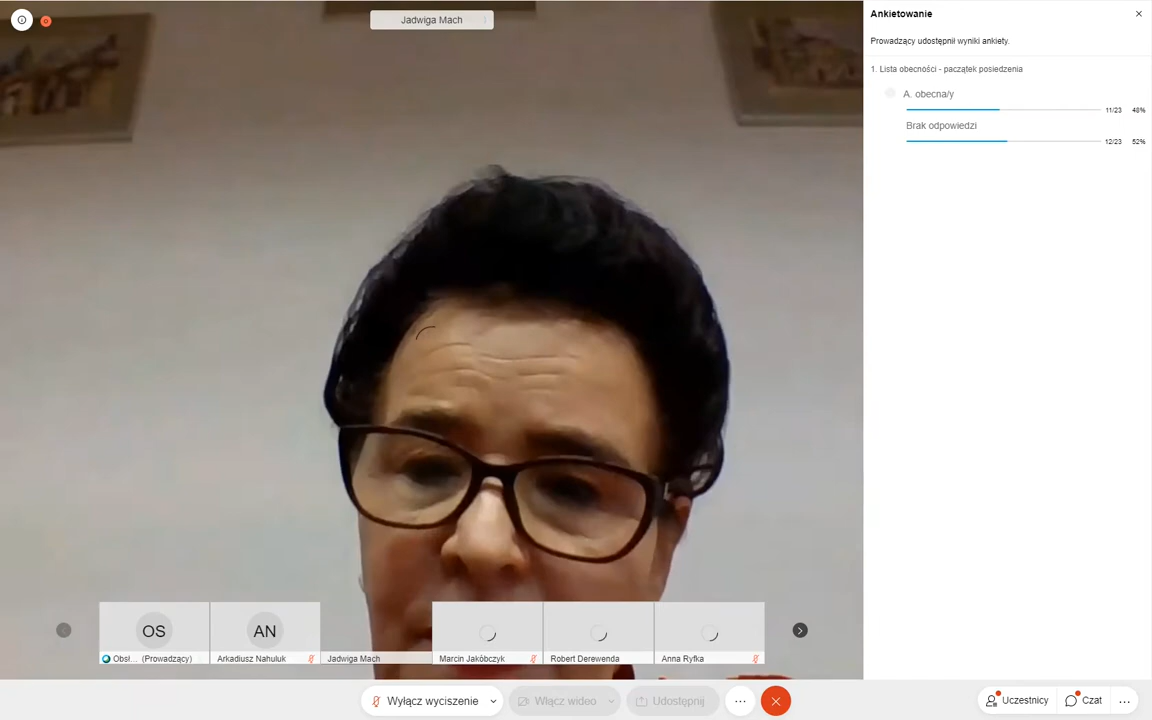 Jadwiga Mach
Ankietowanie
Prowadzący udostępnił wyniki ankiety.
1. Lista obecności - paczątek posiedzenia
A. obecna/y
11/23 48%
Brak odpowiedzi
12/23 52%
OS
AN
Obsł... (Prowadzący)
Arkadiusz Nahuluk
Jadwiga Mach
Marcin Jakóbczyk
Robert Derewenda
Anna Ryfka
Wyłącz wyciszenie
Włącz wideo
Udostępnij
Uczestnicy
Czat